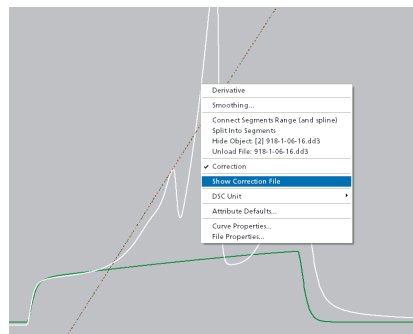 Derivative
Smoothing...
Connect Segments Range (and spline)
Split Into Segments
Hide Object: [2] 918-1-06-16.dd3
Unload File: 918-1-06-16.dd3
Correction
Show Correction File
DSC Unit
Attribute Defaults...
Curve Properties...
File Properties...